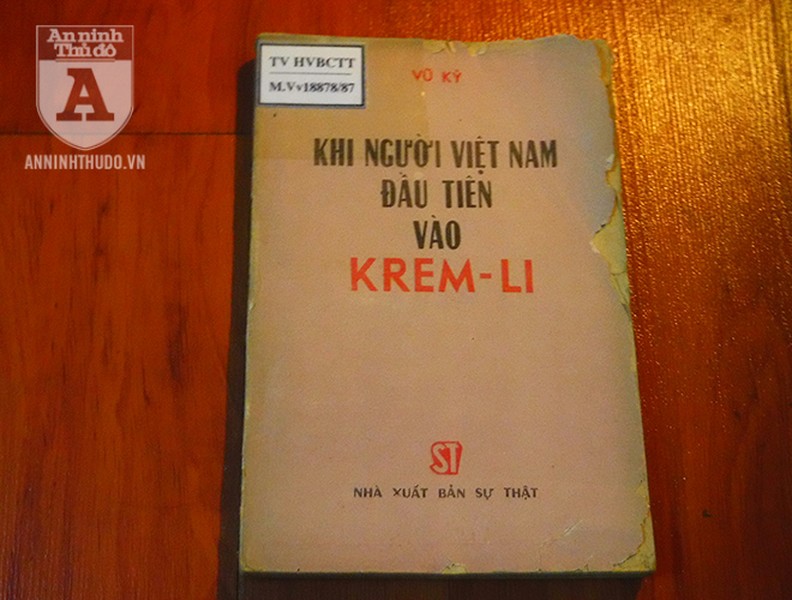 An ninh
Thủ đô
A
ANNINHTHUDO.VN
TV HVBCTT
M.Vv18878/87
VŨ KỲ
KHI NGƯỜI VIỆT NAM
ĐẦU TIÊN
VÀO
KREM-LI
ST
NHÀ XUẤT BẢN SỰ THẬT